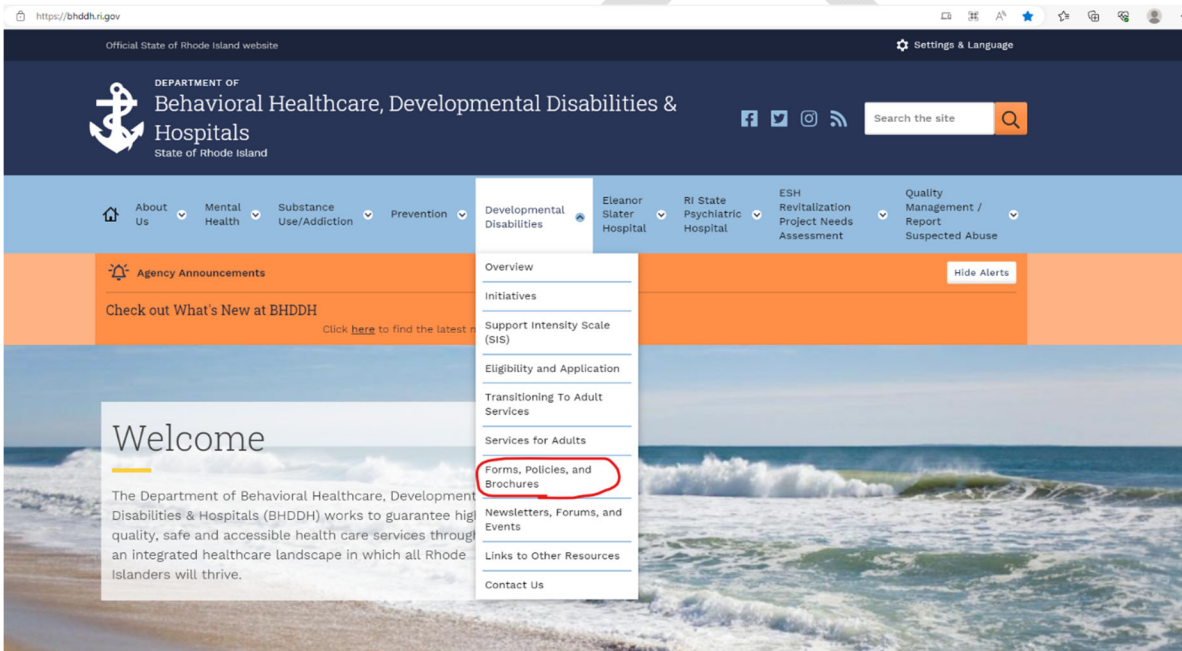 https://bhddh.ri.gov
Official State of Rhode Island website
Settings & Language
DEPARTMENT OF
Behavioral Healthcare, Developmental Disabilities &
Hospitals
State of Rhode Island
Search the site
About
Us
Mental
Health
Substance
Use/Addiction
Prevention
Developmental
Disabilities
Eleanor
Slater
Hospital
RI State
Psychiatric
Hospital
ESH
Revitalization
Project Needs
Assessment
Quality
Management /
Report
Suspected Abuse
Agency Announcements
Hide Alerts
Check out What's New at BHDDH
Click here to find the latest
Overview
Initiatives
Support Intensity Scale
(SIS)
Eligibility and Application
Transitioning To Adult
Services
Services for Adults
Forms, Policies, and
Brochures
Newsletters, Forums, and
Events
Links to Other Resources
Contact Us
Welcome
The Department of Behavioral Healthcare, Development
Disabilities & Hospitals (BHDDH) works to guarantee hig
quality, safe and accessible health care services throug
an integrated healthcare landscape in which all Rhode
Islanders will thrive.